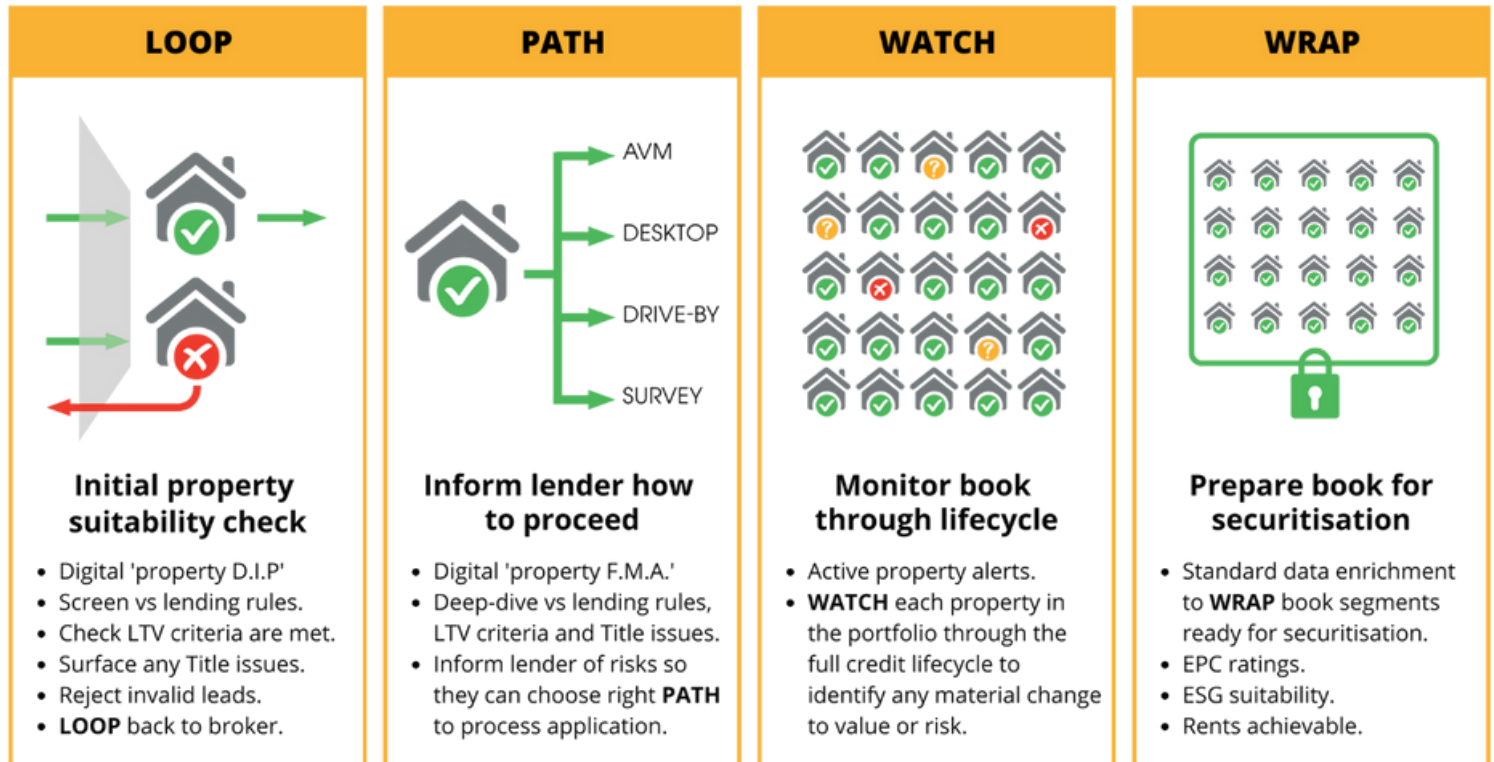 LOOP
Initial property
suitability check
• Digital 'property D.I.P'
• Screen vs lending rules.
• Check LTV criteria are met.
• Surface any Title issues.
• Reject invalid leads.
• LOOP back to broker.
PATH
AVM
DESKTOP
DRIVE-BY
SURVEY
Inform lender how
to proceed
• Digital 'property F.M.A.'
• Deep-dive vs lending rules,
LTV criteria and Title issues.
• Inform lender of risks so
they can choose right PATH
to process application.
WATCH
Monitor book
through lifecycle
• Active property alerts.
• WATCH each property in
the portfolio through the
full credit lifecycle to
identify any material change
to value or risk.
WRAP
Prepare book for
securitisation
• Standard data enrichment
to WRAP book segments
ready for securitisation.
• EPC ratings.
• ESG suitability.
• Rents achievable.